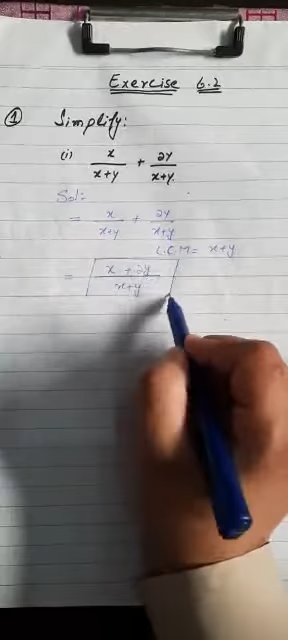 Exercise 6.2
① Simplify:
(i) x/(x+y) + 2y/(x+y).
Sol:-
= x/(x+y) + 2y/(x+y)
L.C.M = x+y
= (x + 2y)/(x+y)